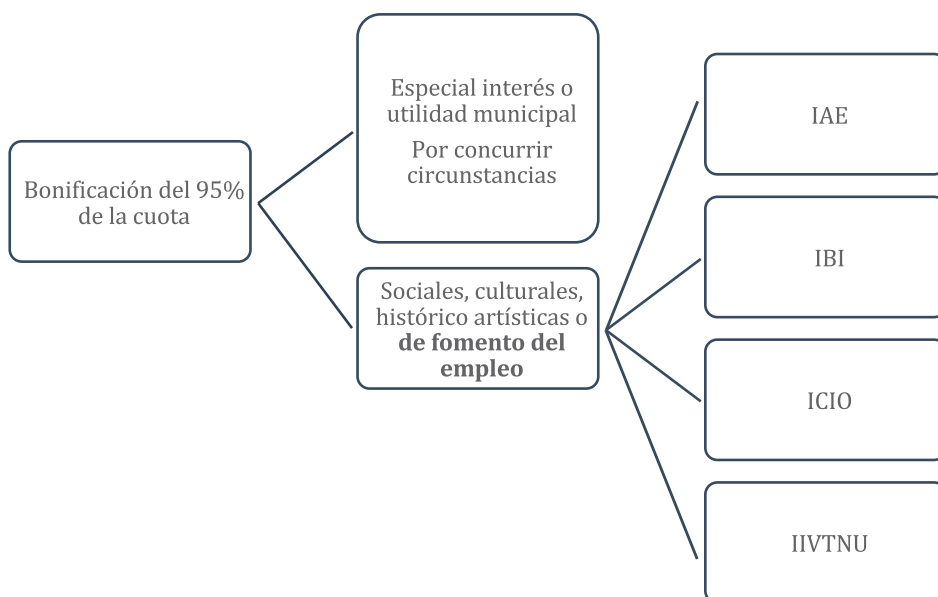 Bonificación del 95%
de la cuota
Especial interés o
utilidad municipal
Por concurrir
circunstancias
Sociales, culturales,
histórico artísticas o
de fomento del
empleo
IAE
IBI
ICIO
IIVTNU